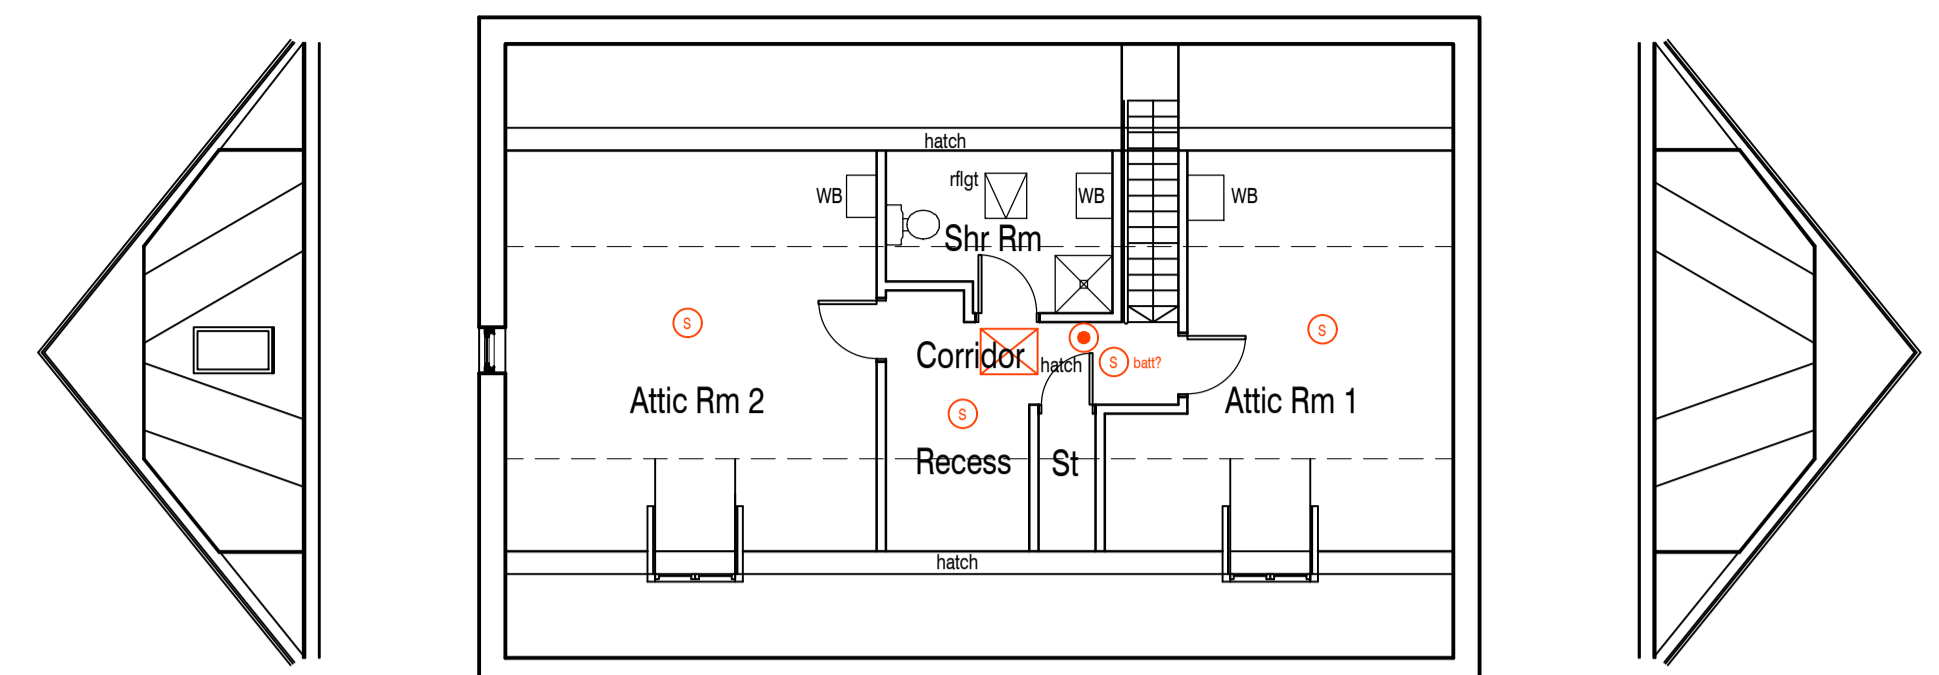 hatch
rflgt
WB
WB
WB
Shr Rm
S
S
Corridor
hatch
S
batt?
Attic Rm 2
Attic Rm 1
S
Recess
St
hatch